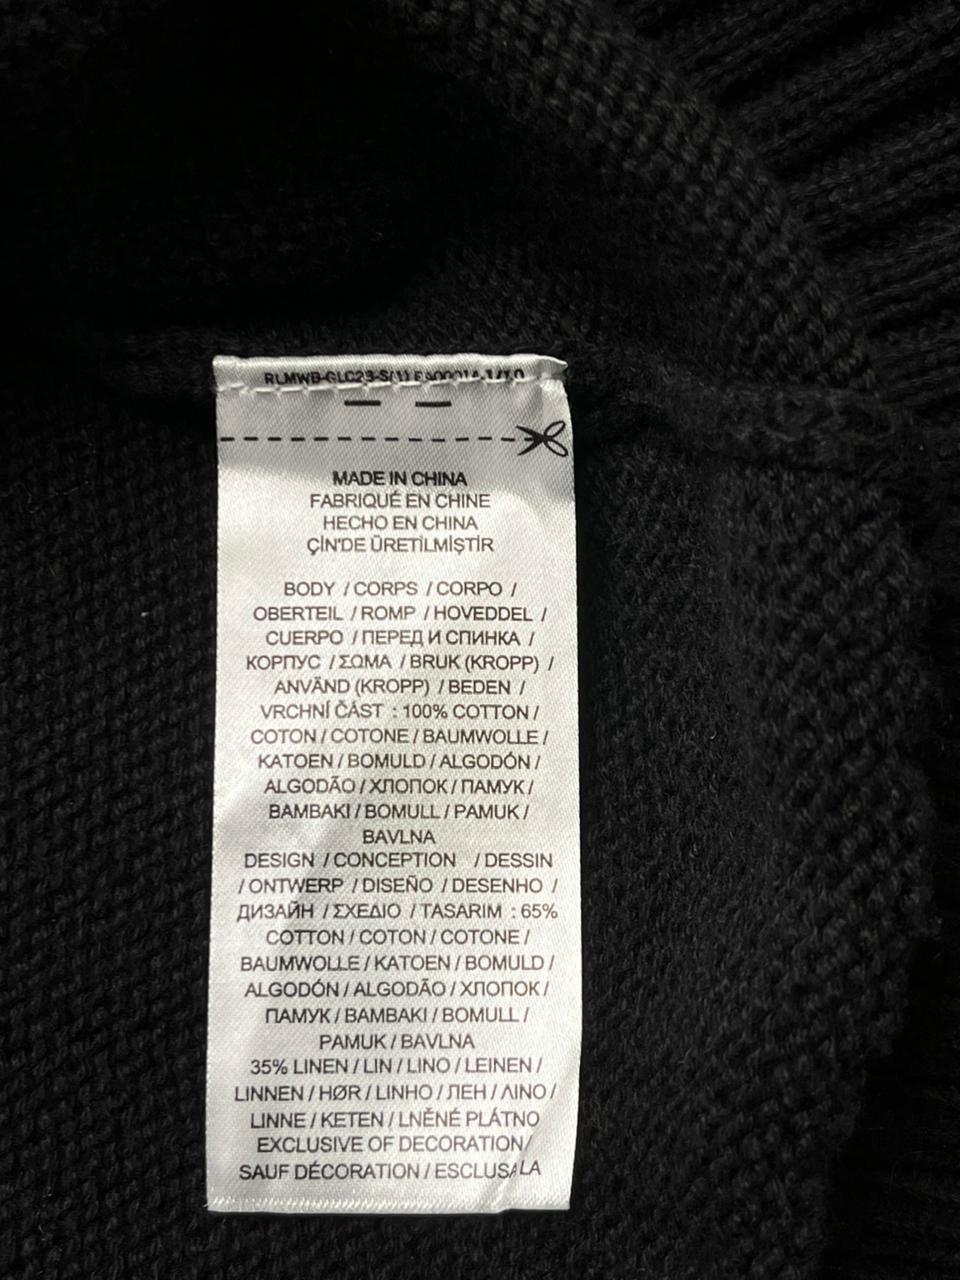 RLMWB-GLC23-S(1)
MADE IN CHINA
FABRIQUÉ EN CHINE
HECHO EN CHINA
ÇİN'DE ÜRETİLMİŞTİR
BODY / CORPS / CORPO /
OBERTEIL / ROMP / HOVEDDEL /
CUERPO / ПЕРЕД И СПИНКА /
КОРПУС / ΣΩΜΑ / BRUK (KROPP) /
ANVÄND (KROPP) / BEDEN /
VRCHNÍ ČÁST : 100% COTTON /
COTON / COTONE / BAUMWOLLE /
KATOEN / BOMULD / ALGODÓN /
ALGODÃO / ХЛОПОК / ПАМУК /
BAMBAKI / BOMULL / PAMUK /
BAVLNA
DESIGN / CONCEPTION / DESSIN
/ ONTWERP / DISEÑO / DESENHO /
ДИЗАЙН / ΣΧΕΔΙΟ / TASARIM : 65%
COTTON / COTON / COTONE /
BAUMWOLLE / KATOEN / BOMULD /
ALGODÓN / ALGODÃO / ХЛОПОК /
ПАМУК / BAMBAKI / BOMULL /
PAMUK / BAVLNA
35% LINEN / LIN / LINO / LEINEN /
LINNEN / HØR / LINHO / ЛЕН / ΛΙΝΟ /
LINNE / KETEN / LNĚNÉ PLÁTNO
EXCLUSIVE OF DECORATION/
SAUF DÉCORATION / ESCLUSA LA